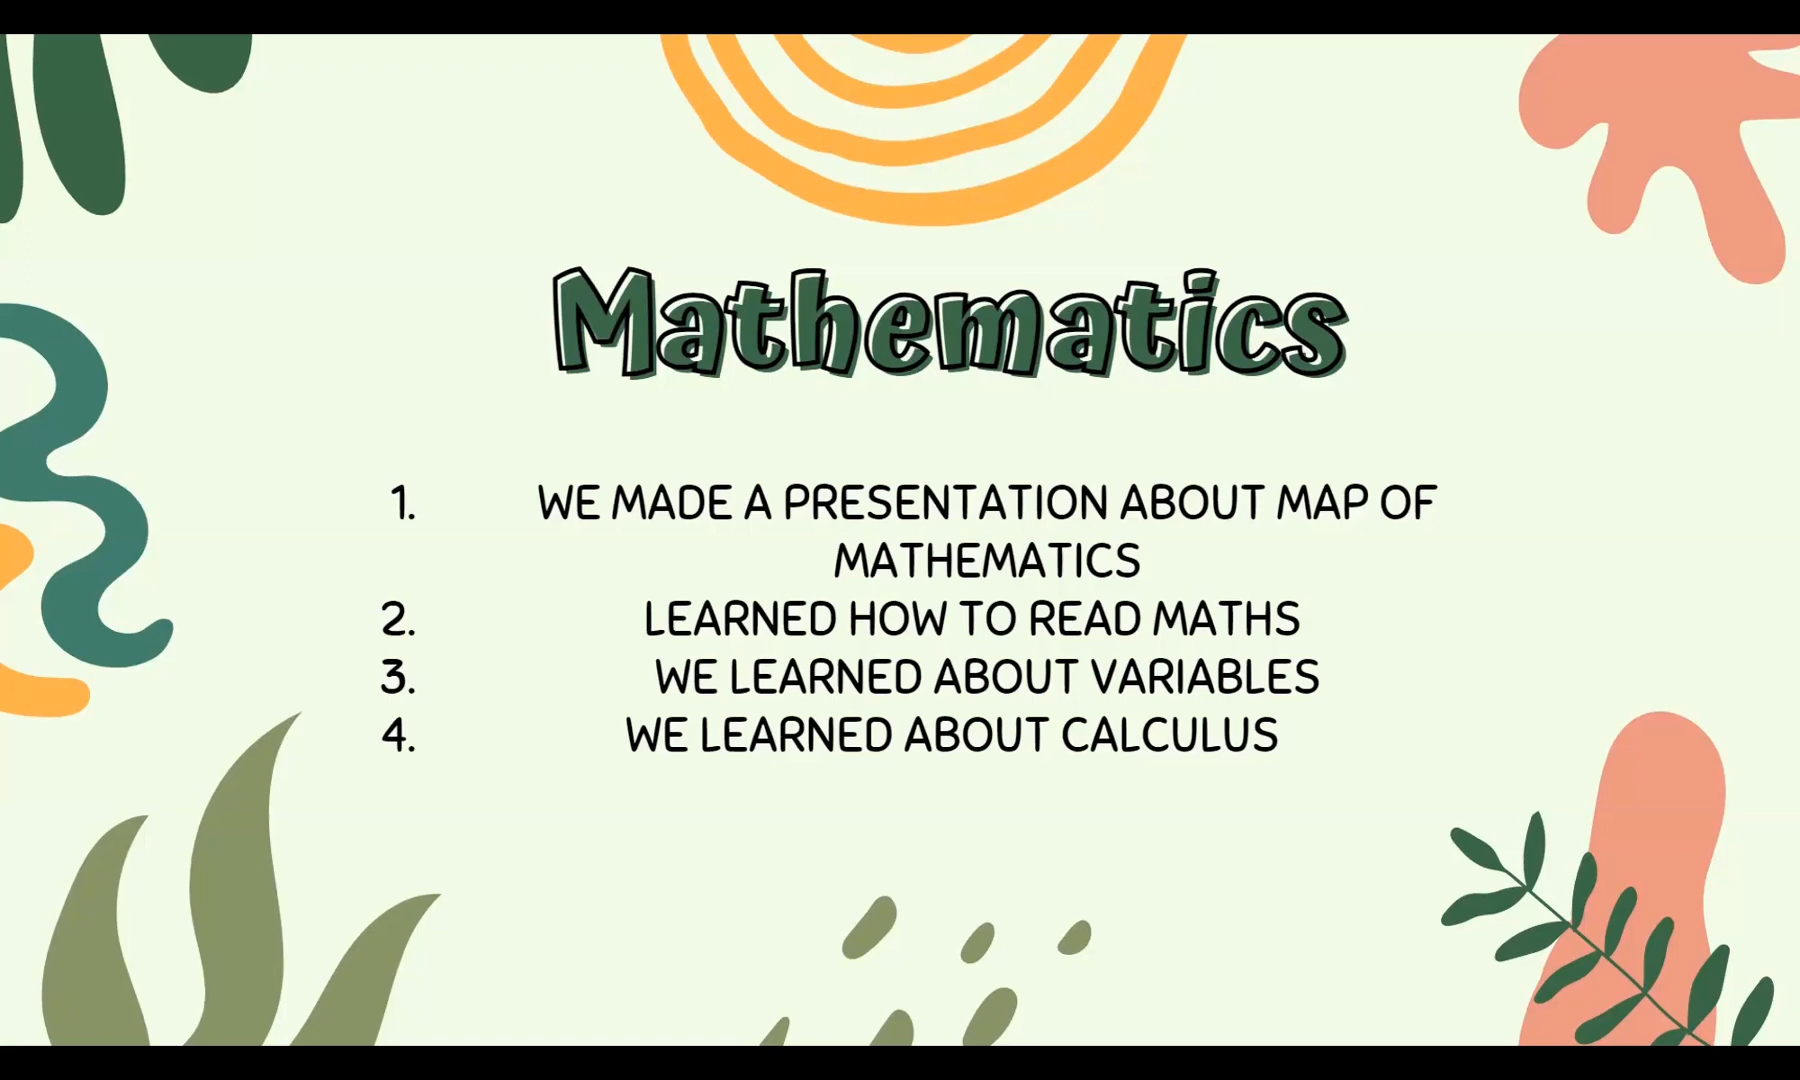 Mathematics
1. WE MADE A PRESENTATION ABOUT MAP OF
MATHEMATICS
2. LEARNED HOW TO READ MATHS
3. WE LEARNED ABOUT VARIABLES
4. WE LEARNED ABOUT CALCULUS